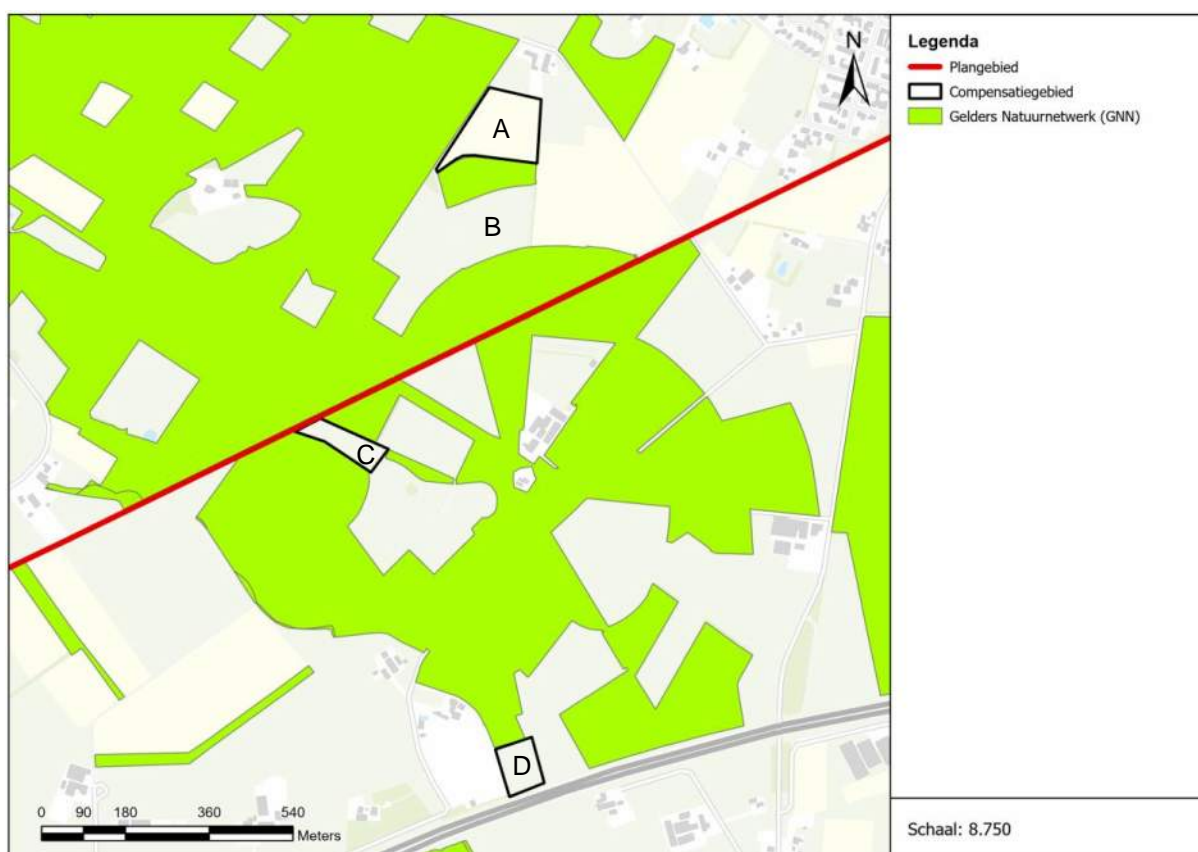 N
A
B
C
D
0 90 180 360 540
Meters
Legenda
Plangebied
Compensatiegebied
Gelders Natuurnetwerk (GNN)
Schaal: 8.750